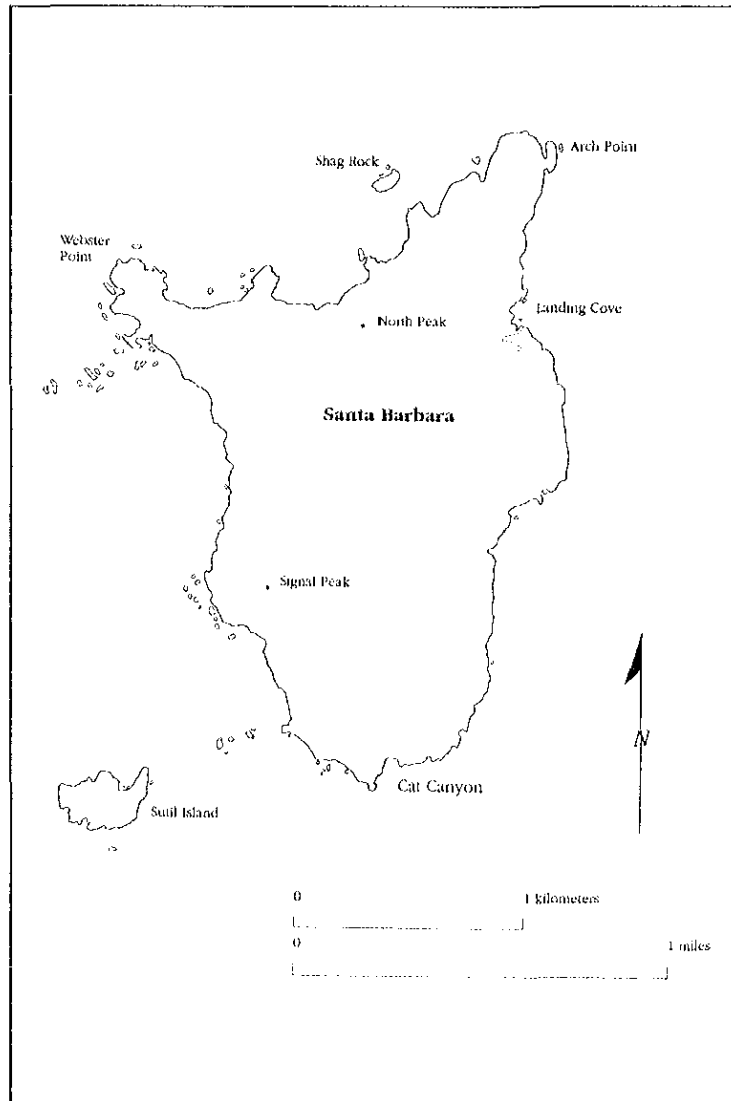 Shag Rock
Arch Point
Webster
Point
Landing Cove
North Peak
Santa Barbara
Signal Peak
N
Cat Canyon
Sutil Island
0 1 kilometers
0 1 miles